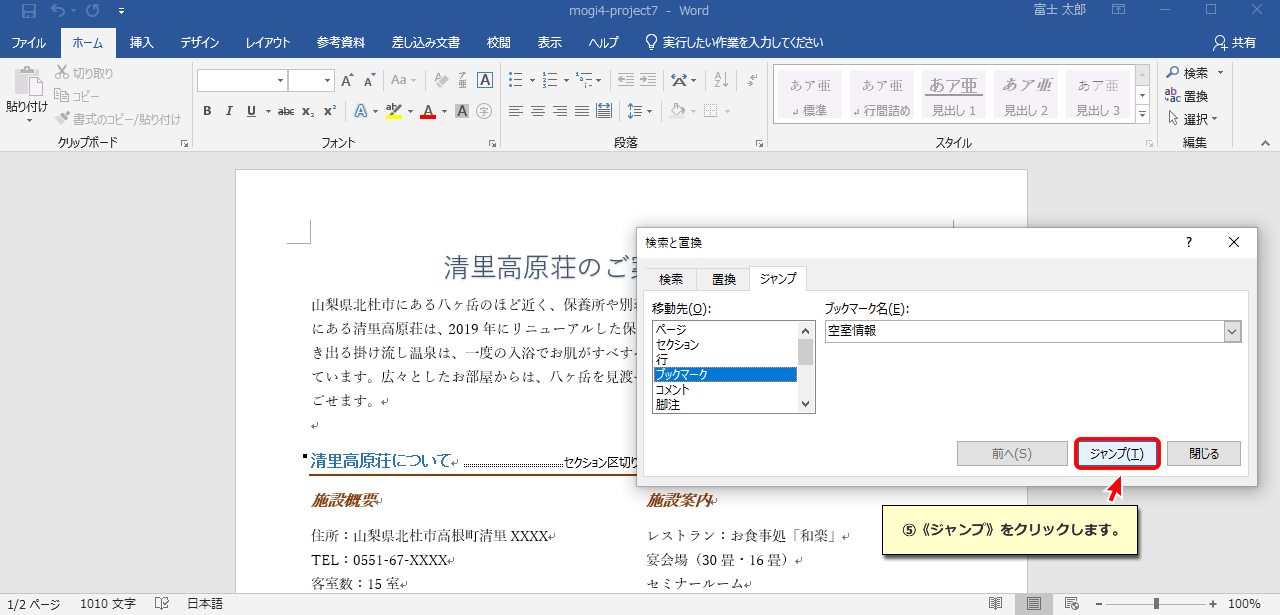 mogi4-project7 - Word
富士 太郎
ファイル ホーム 挿入 デザイン レイアウト 参考資料 差し込み文書 校閲 表示 ヘルプ 実行したい作業を入力してください 共有
貼り付け
切り取り
コピー
書式のコピー/貼り付け
クリップボード
Aa
A
B I U abc x₂ x²
A ab A A 字
フォント
段落
あア亜 あア亜 あア亜 あア亜 あア亜
標準 行間詰め 見出し 1 見出し 2 見出し 3
スタイル
検索
置換
選択
編集
清里高原荘のご
山梨県北杜市にある八ヶ岳のほど近く、保養所や別
にある清里高原荘は、2019 年にリニューアルした保
き出る掛け流し温泉は、一度の入浴でお肌がすべす
ています。広々としたお部屋からは、八ヶ岳を見渡
ごせます。
清里高原荘について
セクション区切り
施設概要
住所：山梨県北杜市高根町清里 XXXX
TEL：0551-67-XXXX
客室数：15 室
施設案内
レストラン：お食事処「和楽」
宴会場（30 畳・16 畳）
セミナールーム
検索と置換
?
検索 置換 ジャンプ
移動先(O):
ページ
セクション
行
ブックマーク
コメント
脚注
ブックマーク名(E):
空室情報
前へ(S) ジャンプ(T) 閉じる
⑤《ジャンプ》をクリックします。
1/2 ページ 1010 文字 日本語
100%